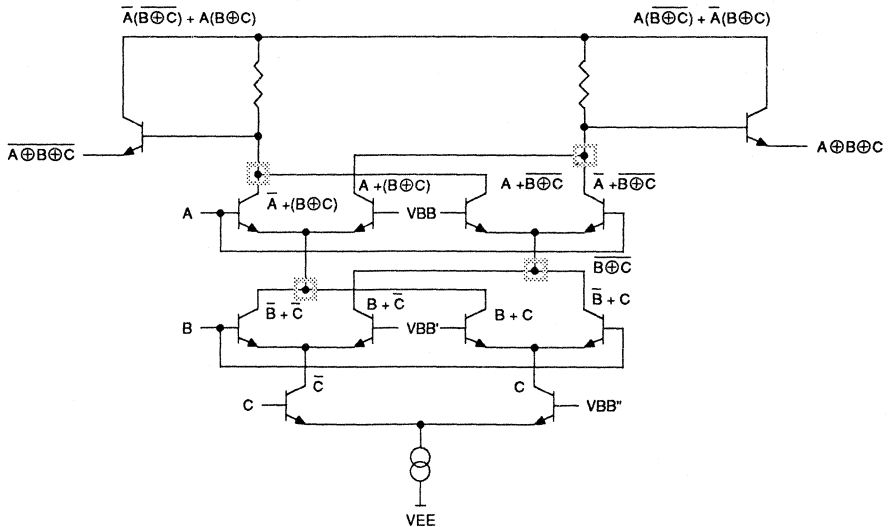 A̅(B̅⊕̅C̅) + A(B⊕C)
A(B̅⊕̅C̅) + A̅(B⊕C)
A̅⊕̅B̅⊕̅C̅
A⊕B⊕C
A̅ + (B⊕C)
A + (B⊕C)
A + B̅⊕̅C̅
A̅ + B̅⊕̅C̅
A
VBB
B̅⊕̅C̅
B̅ + C̅
B + C̅
B + C
B̅ + C
B
VBB'
C̅
C
C
VBB"
VEE